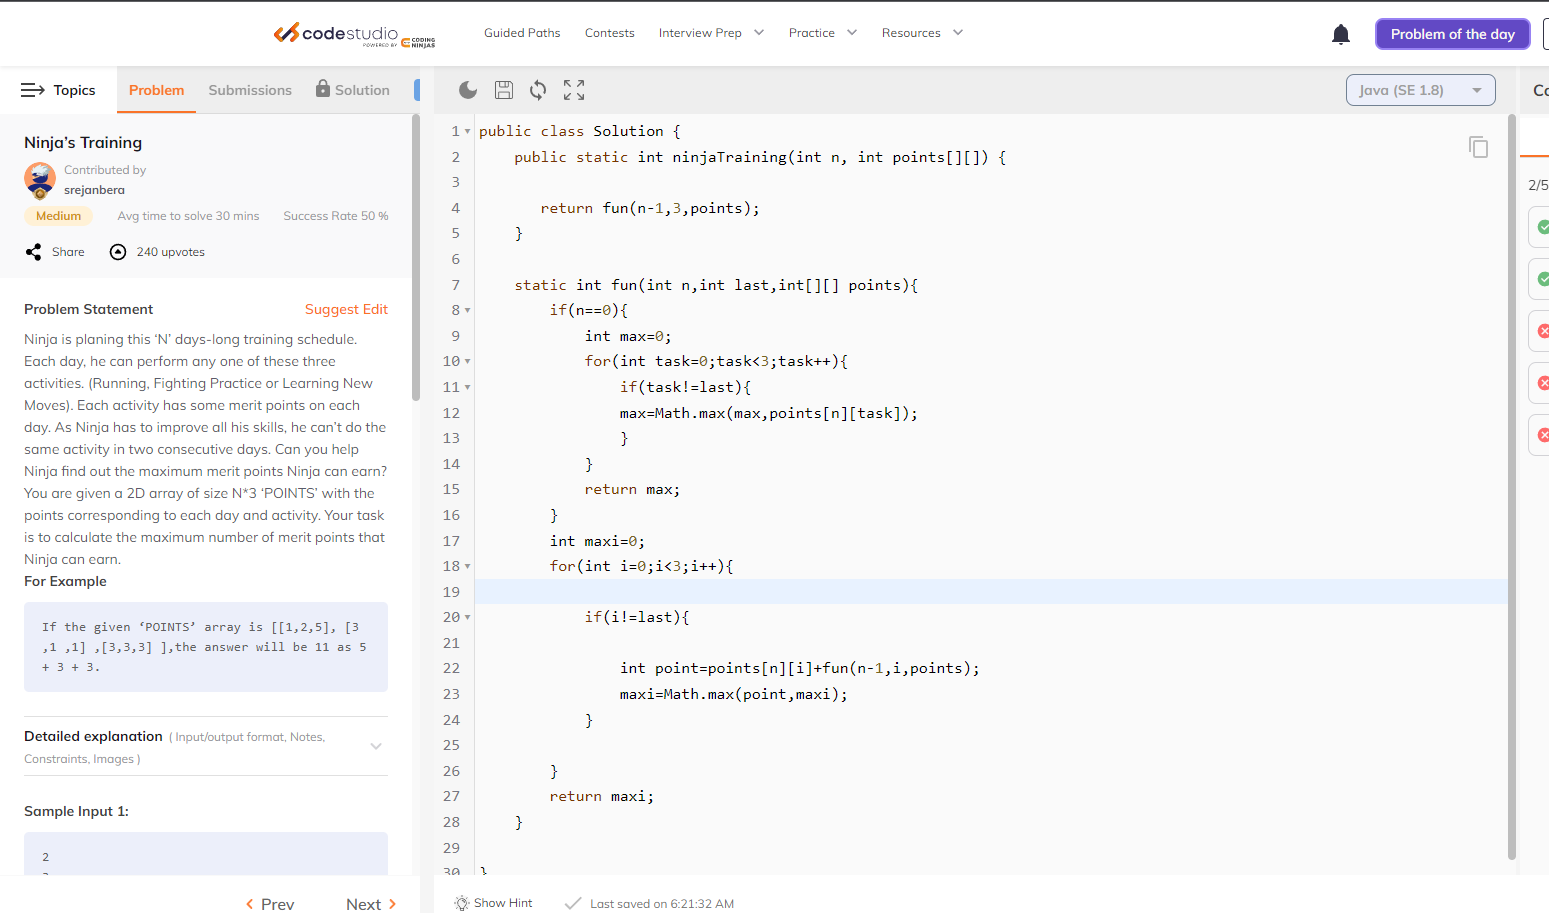 codestudio
POWERED BY CODING NINJAS
Guided Paths
Contests
Interview Prep
Practice
Resources
Problem of the day
Topics
Problem
Submissions
Solution
Java (SE 1.8)
Ninja's Training
Contributed by
srejanbera
Medium
Avg time to solve 30 mins
Success Rate 50 %
Share
240 upvotes
Problem Statement
Suggest Edit
Ninja is planing this ‘N’ days-long training schedule.
Each day, he can perform any one of these three
activities. (Running, Fighting Practice or Learning New
Moves). Each activity has some merit points on each
day. As Ninja has to improve all his skills, he can’t do the
same activity in two consecutive days. Can you help
Ninja find out the maximum merit points Ninja can earn?
You are given a 2D array of size N*3 ‘POINTS’ with the
points corresponding to each day and activity. Your task
is to calculate the maximum number of merit points that
Ninja can earn.
For Example
If the given ‘POINTS’ array is [[1,2,5], [3
,1 ,1] ,[3,3,3] ],the answer will be 11 as 5
+ 3 + 3.
Detailed explanation ( Input/output format, Notes,
Constraints, Images )
Sample Input 1:
2
Prev
Next
1 public class Solution {
2 public static int ninjaTraining(int n, int points[][]) {
3
4 return fun(n-1,3,points);
5 }
6
7 static int fun(int n,int last,int[][] points){
8 if(n==0){
9 int max=0;
10 for(int task=0;task<3;task++){
11 if(task!=last){
12 max=Math.max(max,points[n][task]);
13 }
14 }
15 return max;
16 }
17 int maxi=0;
18 for(int i=0;i<3;i++){
19
20 if(i!=last){
21
22 int point=points[n][i]+fun(n-1,i,points);
23 maxi=Math.max(point,maxi);
24 }
25
26 }
27 return maxi;
28 }
29
30 }
Show Hint
Last saved on 6:21:32 AM
2/5